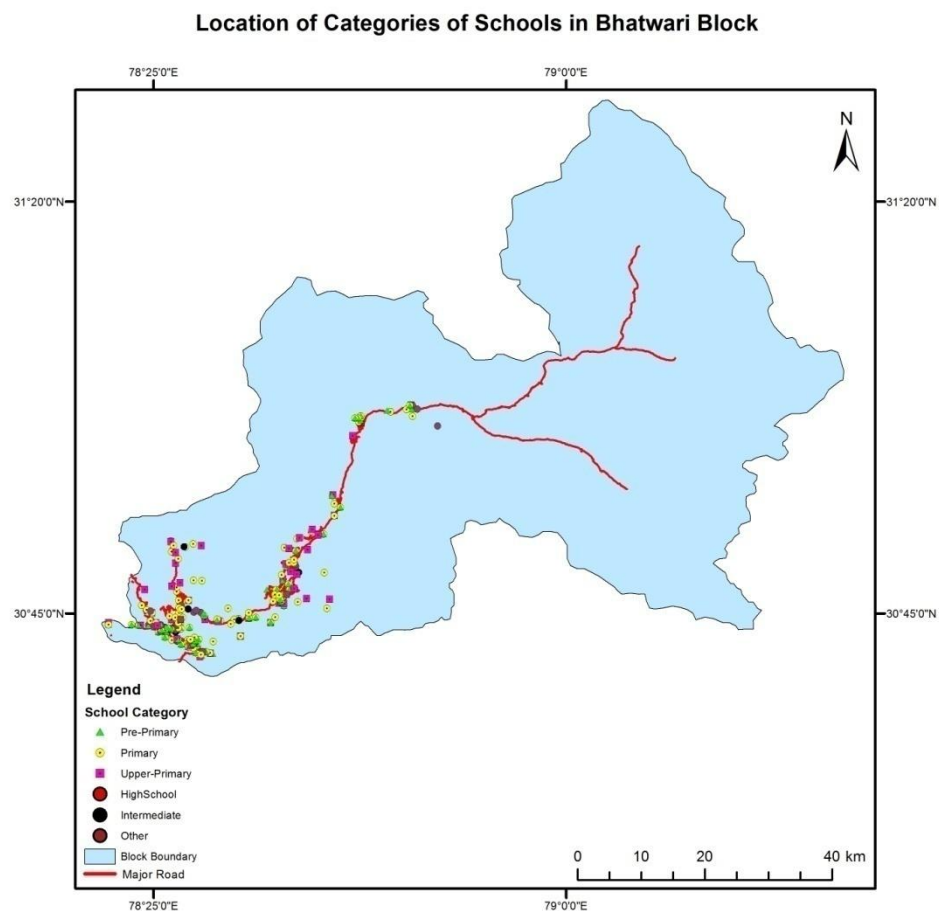 Location of Categories of Schools in Bhatwari Block
78°25'0"E 79°0'0"E
N
31°20'0"N 31°20'0"N
30°45'0"N 30°45'0"N
Legend
School Category
Pre-Primary
Primary
Upper-Primary
HighSchool
Intermediate
Other
Block Boundary
Major Road
0 10 20 40 km
78°25'0"E 79°0'0"E